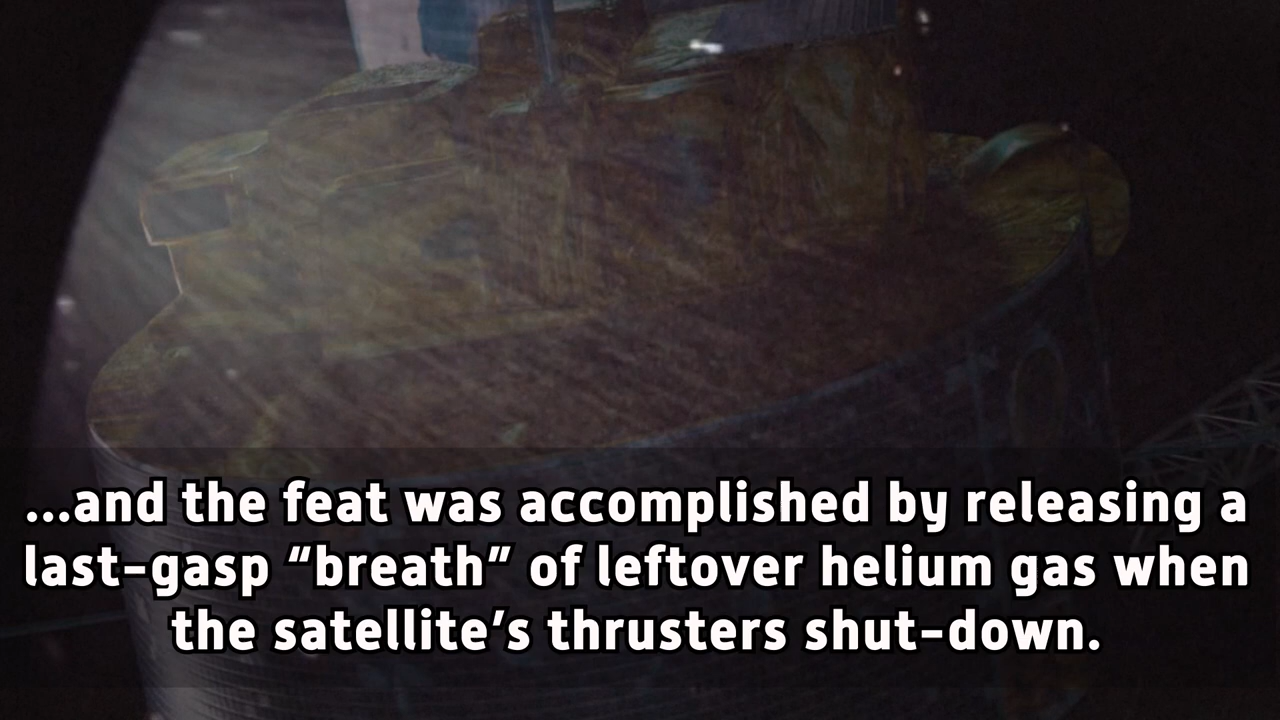 ...and the feat was accomplished by releasing a
last-gasp “breath” of leftover helium gas when
the satellite’s thrusters shut-down.